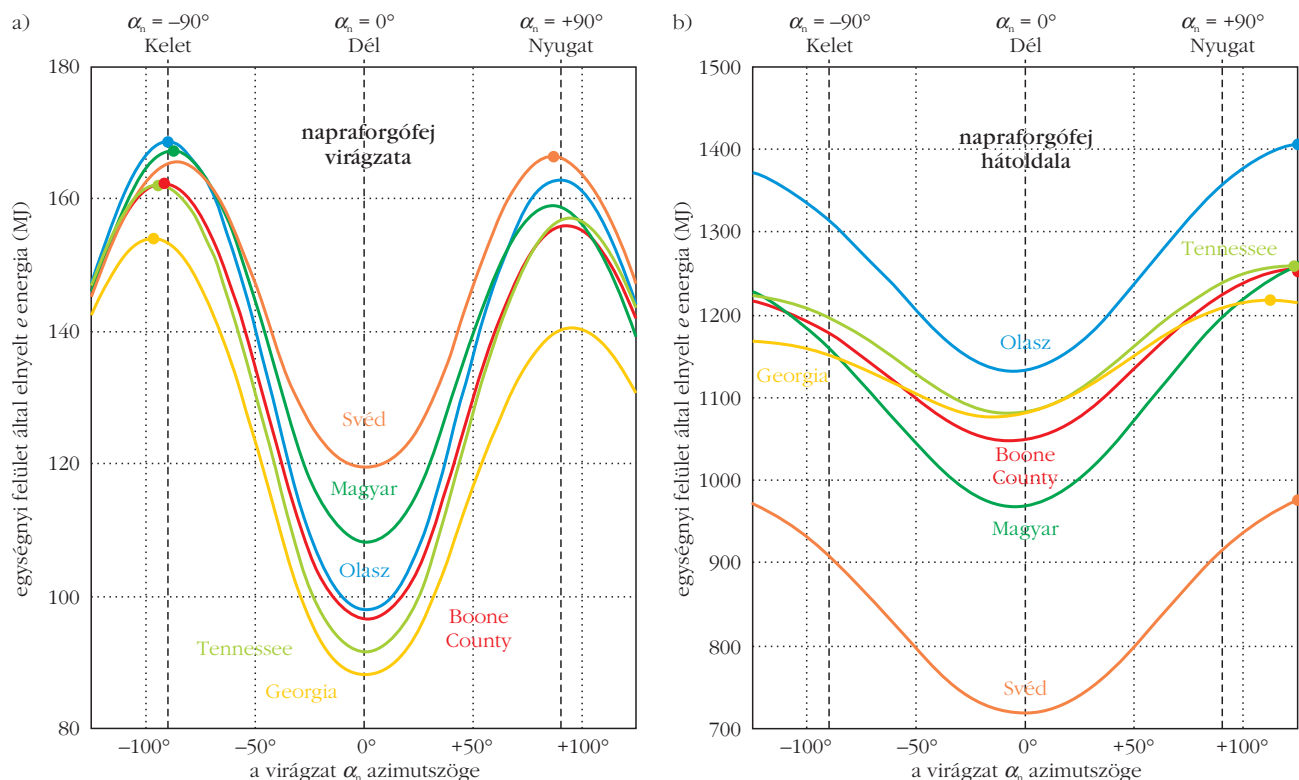 a)
αₙ = –90°
Kelet
αₙ = 0°
Dél
αₙ = +90°
Nyugat
egységnyi felület által elnyelt e energia (MJ)
180
160
140
120
100
80
napraforgófej
virágzata
Svéd
Magyar
Olasz
Boone
County
Tennessee
Georgia
–100°
–50°
0°
+50°
+100°
a virágzat αₙ azimutszöge
b)
αₙ = –90°
Kelet
αₙ = 0°
Dél
αₙ = +90°
Nyugat
egységnyi felület által elnyelt e energia (MJ)
1500
1400
1300
1200
1100
1000
900
800
700
napraforgófej
hátoldala
Tennessee
Olasz
Georgia
Boone
County
Magyar
Svéd
–100°
–50°
0°
+50°
+100°
a virágzat αₙ azimutszöge